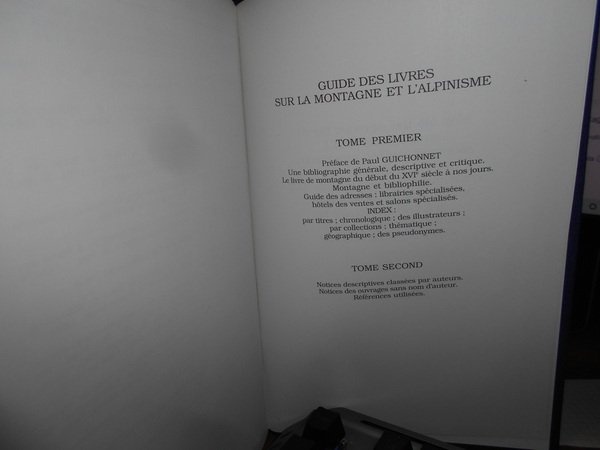 GUIDE DES LIVRES
SUR LA MONTAGNE ET L'ALPINISME
TOME PREMIER
Préface de Paul GUICHONNET
Une bibliographie générale, descriptive et critique.
Le livre de montagne du début du XVIe siècle à nos jours.
Montagne et bibliophilie.
Guide des adresses : librairies spécialisées,
hôtels des ventes et salons spécialisés.
INDEX :
par titres ; chronologique ; des illustrateurs ;
par collections ; thématique ;
géographique ; des pseudonymes.
TOME SECOND
Notices descriptives classées par auteurs.
Notices des ouvrages sans nom d'auteur.
Références utilisées.